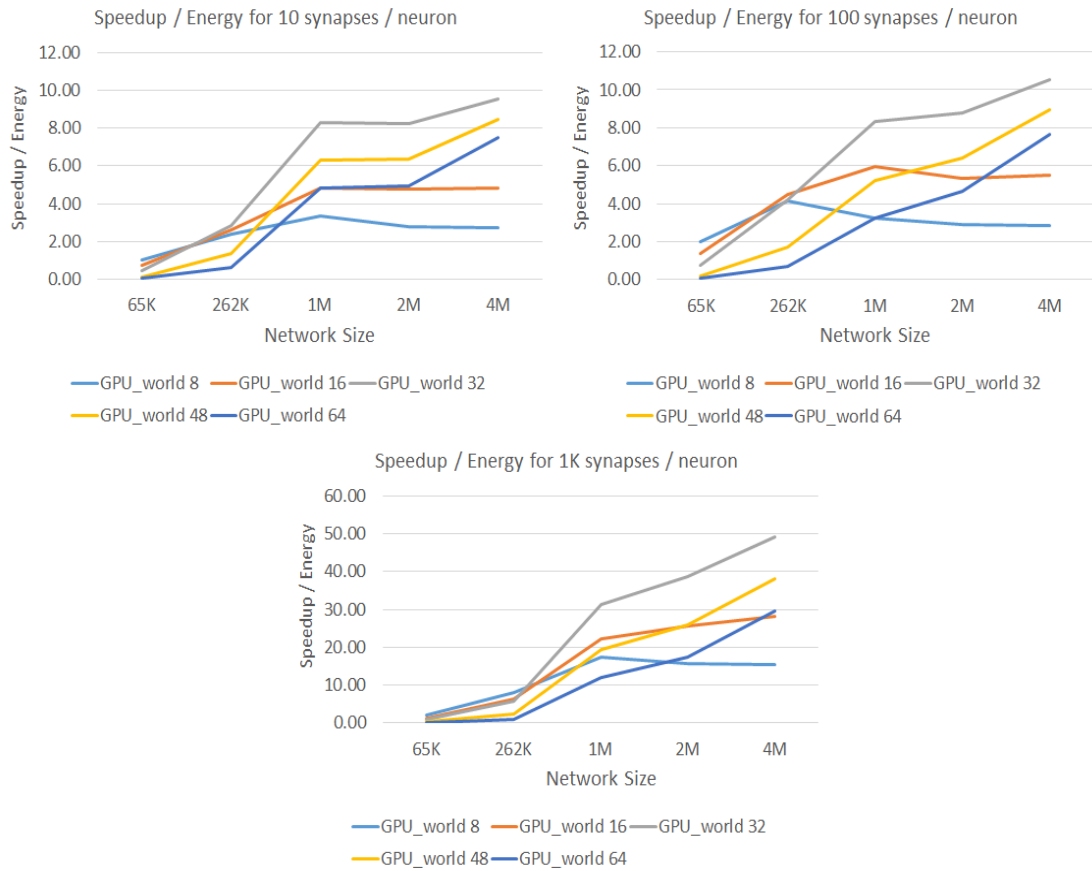 Speedup / Energy for 10 synapses / neuron
12.00
10.00
8.00
6.00
4.00
2.00
0.00
Speedup / Energy
65K 262K 1M 2M 4M
Network Size
GPU_world 8 GPU_world 16 GPU_world 32
GPU_world 48 GPU_world 64
Speedup / Energy for 100 synapses / neuron
12.00
10.00
8.00
6.00
4.00
2.00
0.00
Speedup / Energy
65K 262K 1M 2M 4M
Network Size
GPU_world 8 GPU_world 16 GPU_world 32
GPU_world 48 GPU_world 64
Speedup / Energy for 1K synapses / neuron
60.00
50.00
40.00
30.00
20.00
10.00
0.00
Speedup / Energy
65K 262K 1M 2M 4M
Network Size
GPU_world 8 GPU_world 16 GPU_world 32
GPU_world 48 GPU_world 64